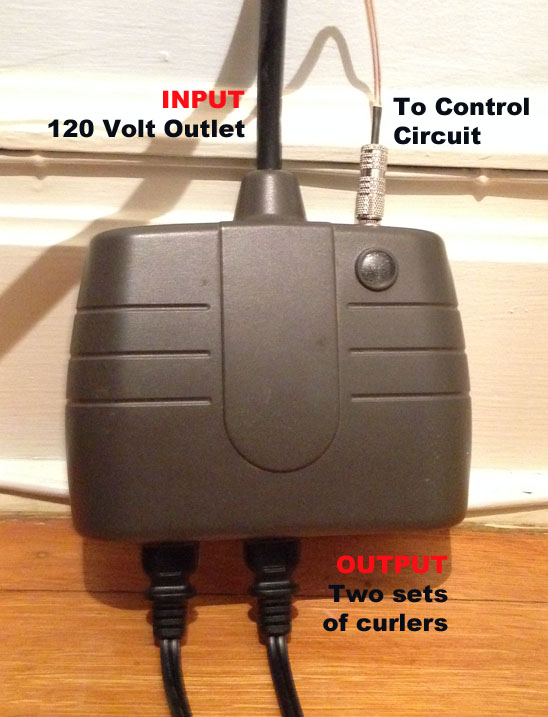 INPUT
120 Volt Outlet
To Control
Circuit
OUTPUT
Two sets
of curlers